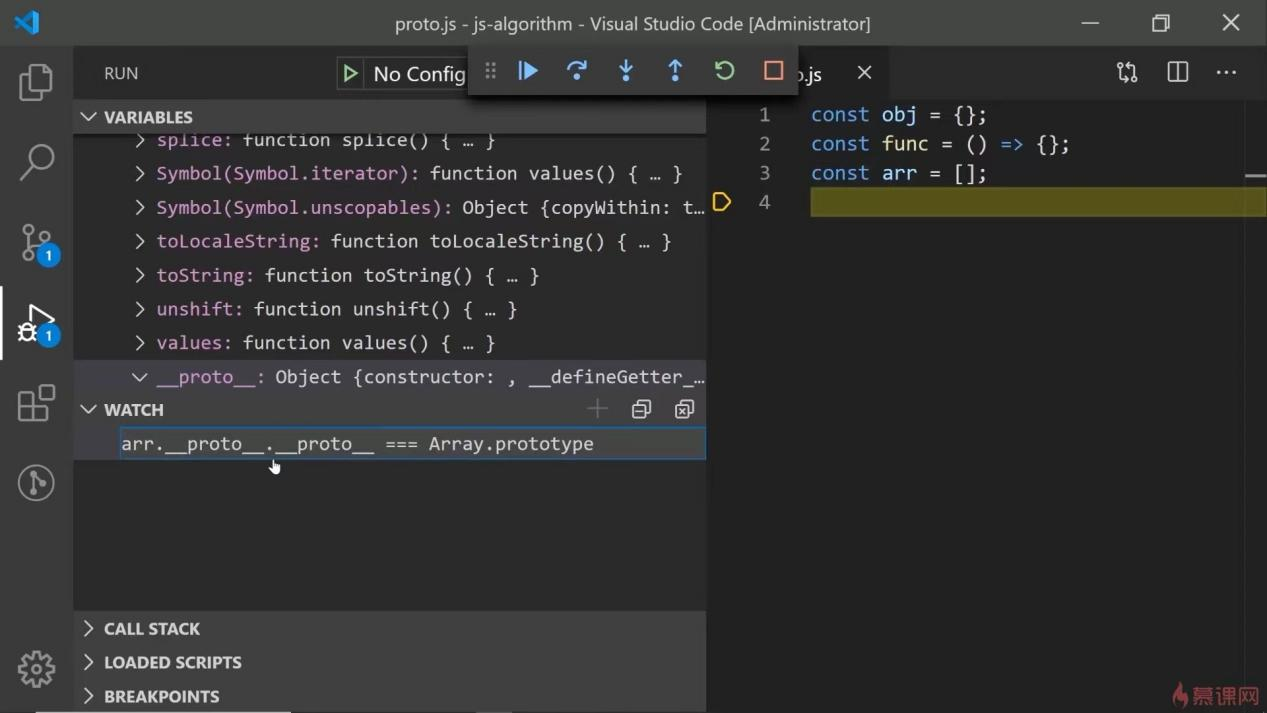 proto.js - js-algorithm - Visual Studio Code [Administrator]
RUN
No Config
.js
VARIABLES
splice: function splice() { … }
Symbol(Symbol.iterator): function values() { … }
Symbol(Symbol.unscopables): Object {copyWithin: t…
toLocaleString: function toLocaleString() { … }
toString: function toString() { … }
unshift: function unshift() { … }
values: function values() { … }
__proto__: Object {constructor: , __defineGetter_…
WATCH
arr.__proto__.__proto__ === Array.prototype
CALL STACK
LOADED SCRIPTS
BREAKPOINTS
1
1
1 const obj = {};
2 const func = () => {};
3 const arr = [];
4
慕课网